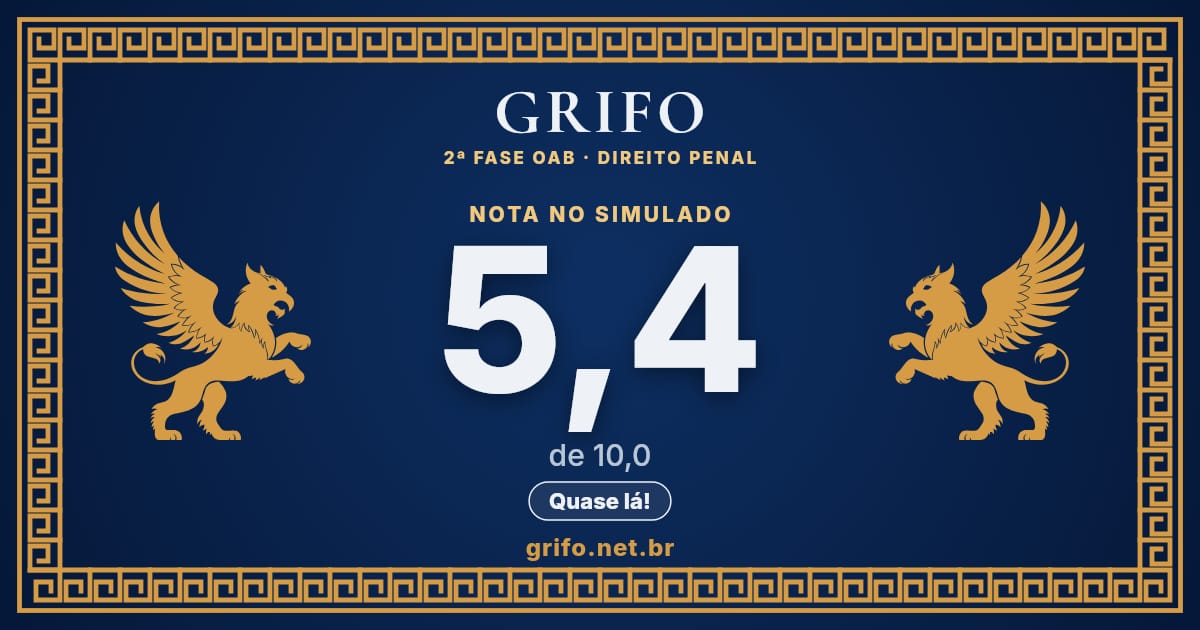 GRIFO
2ª FASE OAB · DIREITO PENAL
NOTA NO SIMULADO
5,4
de 10,0
Quase lá!
grifo.net.br